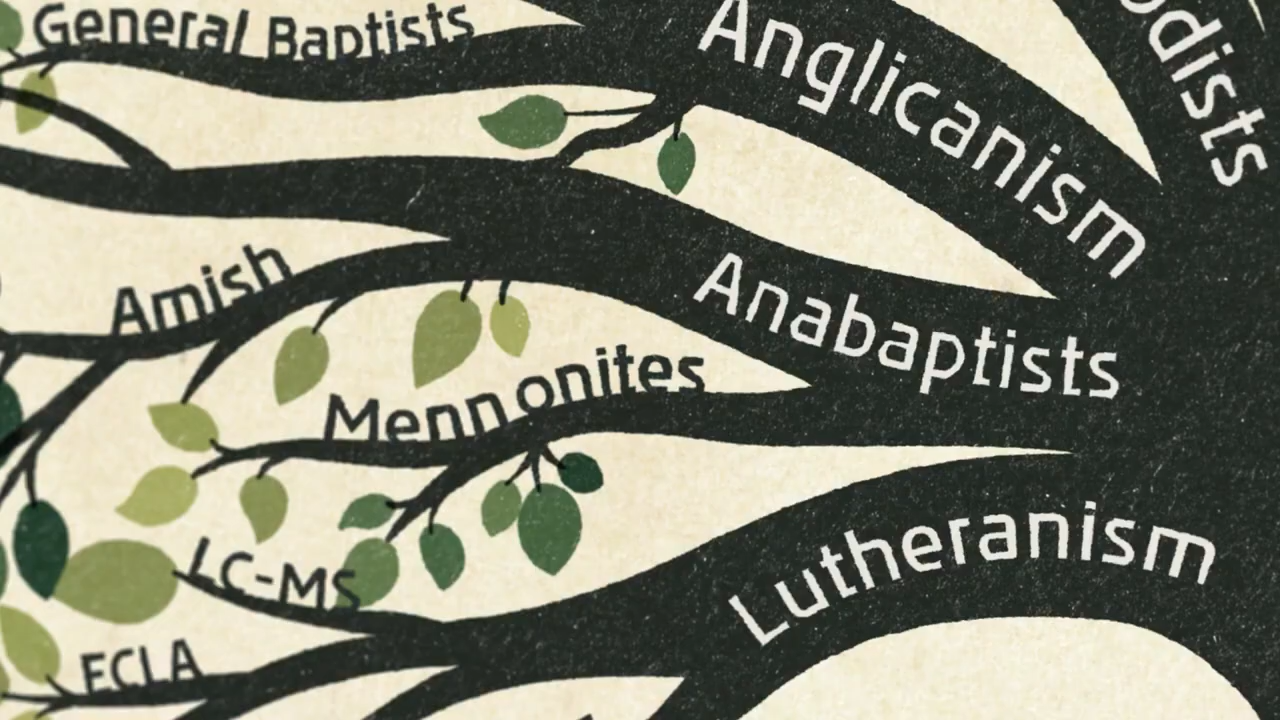 General Baptists
Anglicanism
odists
Amish
Anabaptists
Mennonites
Lutheranism
LC-MS
ECLA